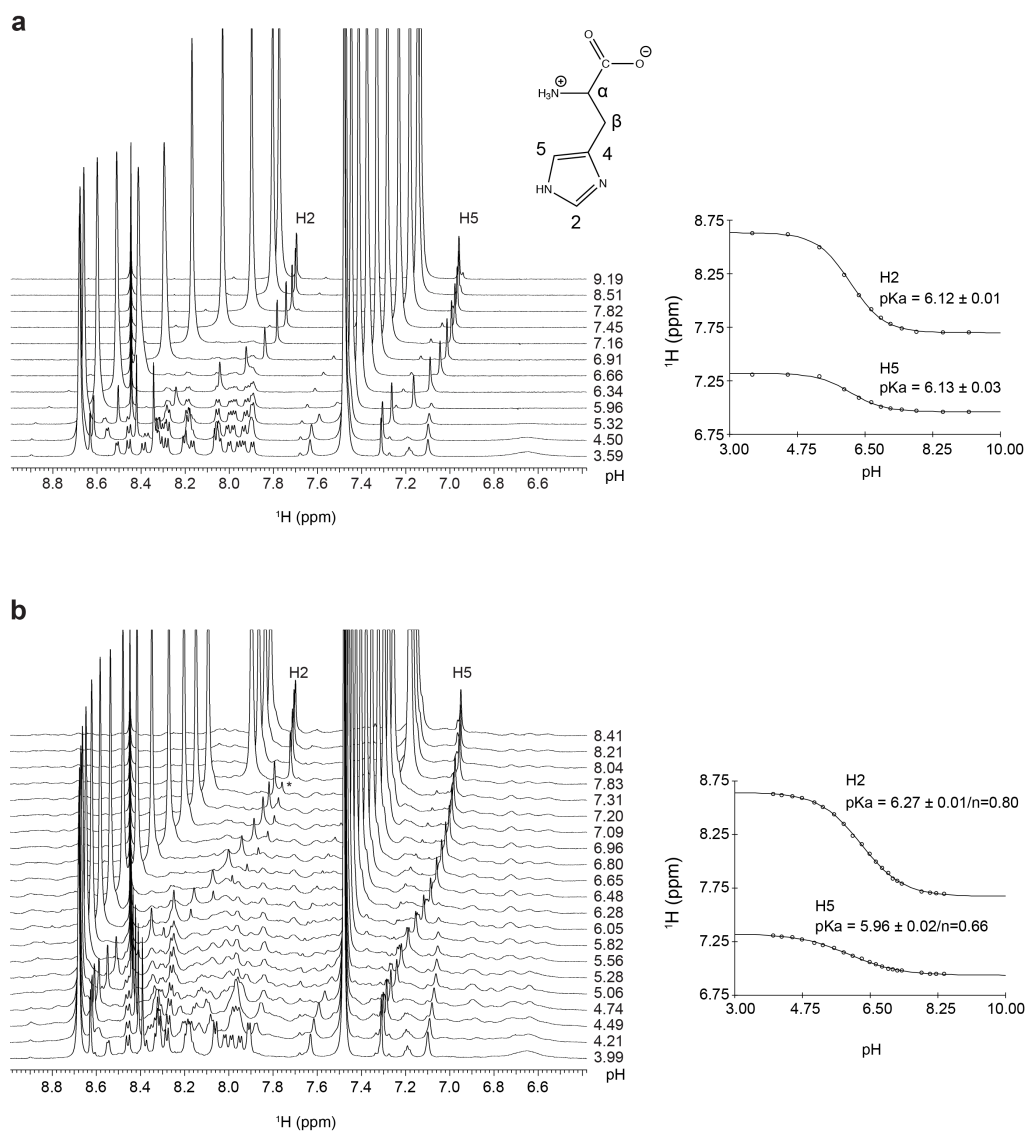 a
O
C
O ⊖
⊕
H₃N
α
β
5
4
HN
N
2
H2
H5
9.19
8.51
7.82
7.45
7.16
6.91
6.66
6.34
5.96
5.32
4.50
3.59
pH
8.8 8.6 8.4 8.2 8.0 7.8 7.6 7.4 7.2 7.0 6.8 6.6
¹H (ppm)
8.75
8.25
7.75
7.25
6.75
¹H (ppm)
H2
pKa = 6.12 ± 0.01
H5
pKa = 6.13 ± 0.03
3.00 4.75 6.50 8.25 10.00
pH
b
H2
H5
*
8.41
8.21
8.04
7.83
7.31
7.20
7.09
6.96
6.80
6.65
6.48
6.28
6.05
5.82
5.56
5.28
5.06
4.74
4.49
4.21
3.99
pH
8.8 8.6 8.4 8.2 8.0 7.8 7.6 7.4 7.2 7.0 6.8 6.6
¹H (ppm)
8.75
8.25
7.75
7.25
6.75
¹H (ppm)
H2
pKa = 6.27 ± 0.01/n=0.80
H5
pKa = 5.96 ± 0.02/n=0.66
3.00 4.75 6.50 8.25 10.00
pH